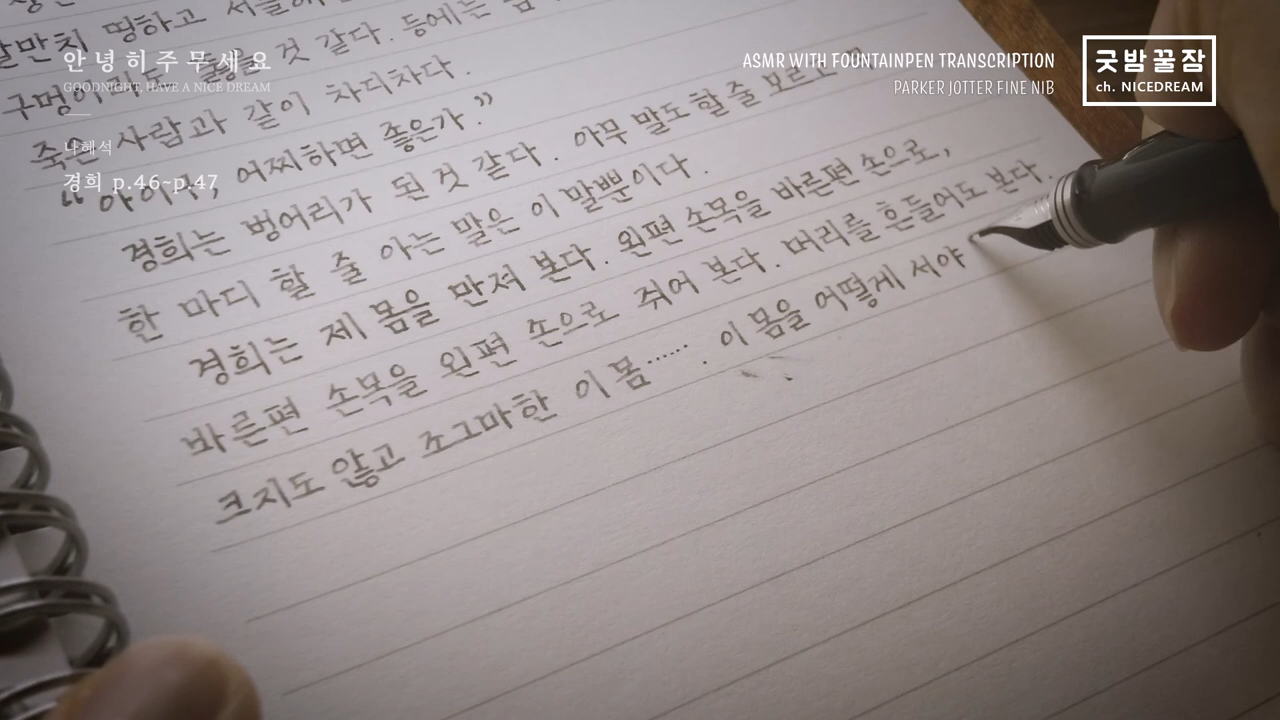 안녕히주무세요
GOODNIGHT, HAVE A NICE DREAM
나혜석
경희 p.46~p.47
ASMR WITH FOUNTAINPEN TRANSCRIPTION
PARKER JOTTER FINE NIB
굿밤꿀잠
ch. NICEDREAM
멍하고
것 같다. 등에는
죽은 사람과 같이 차디차다.
“아이구, 어찌하면 좋은가.”
경희는 벙어리가 된 것 같다. 아무 말도 할 줄 모르고
한 마디 할 줄 아는 말은 이 말뿐이다.
경희는 제 몸을 만져 본다. 왼편 손목을 바른편 손으로,
바른편 손목을 왼편 손으로 쥐어 본다. 머리를 흔들어도 본다.
크지도 않고 조그마한 이 몸……. 이 몸을 어떻게 서야